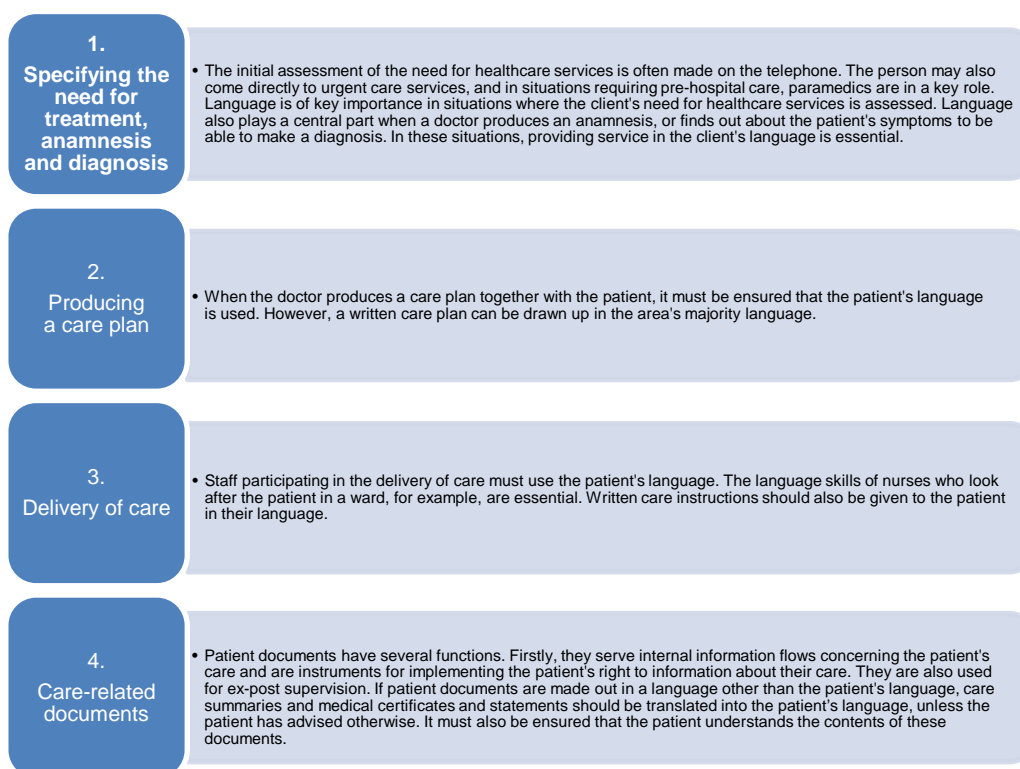 1.
Specifying the
need for
treatment,
anamnesis
and diagnosis
• The initial assessment of the need for healthcare services is often made on the telephone. The person may also
come directly to urgent care services, and in situations requiring pre-hospital care, paramedics are in a key role.
Language is of key importance in situations where the client's need for healthcare services is assessed. Language
also plays a central part when a doctor produces an anamnesis, or finds out about the patient's symptoms to be
able to make a diagnosis. In these situations, providing service in the client's language is essential.
2.
Producing
a care plan
• When the doctor produces a care plan together with the patient, it must be ensured that the patient's language
is used. However, a written care plan can be drawn up in the area's majority language.
3.
Delivery of care
• Staff participating in the delivery of care must use the patient's language. The language skills of nurses who look
after the patient in a ward, for example, are essential. Written care instructions should also be given to the patient
in their language.
4.
Care-related
documents
• Patient documents have several functions. Firstly, they serve internal information flows concerning the patient's
care and are instruments for implementing the patient's right to information about their care. They are also used
for ex-post supervision. If patient documents are made out in a language other than the patient's language, care
summaries and medical certificates and statements should be translated into the patient's language, unless the
patient has advised otherwise. It must also be ensured that the patient understands the contents of these
documents.